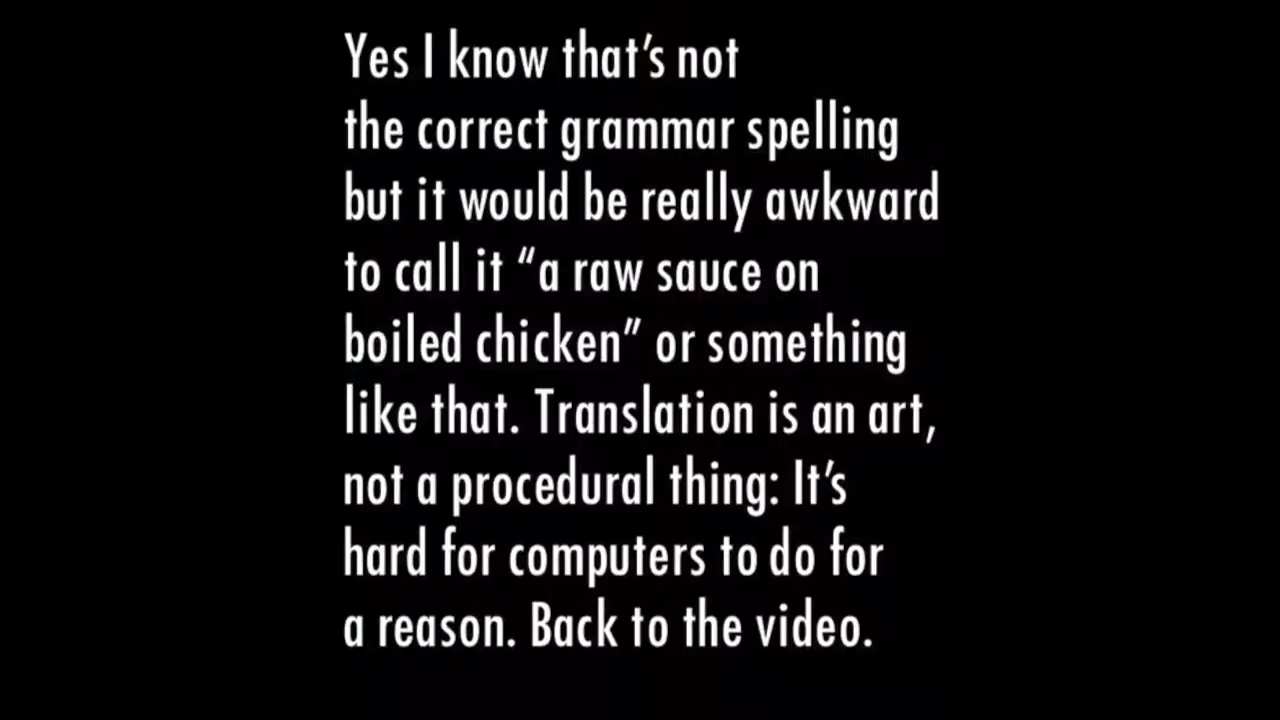 Yes I know that’s not
the correct grammar spelling
but it would be really awkward
to call it “a raw sauce on
boiled chicken” or something
like that. Translation is an art,
not a procedural thing: It’s
hard for computers to do for
a reason. Back to the video.